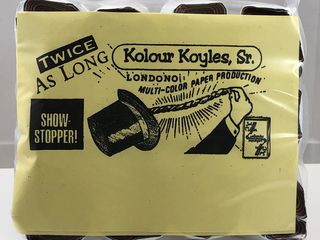 TWICE
AS LONG
Kolour Koyles, Sr.
LONDONO'
MULTI-COLOR PAPER PRODUCTION
SHOW-
STOPPER!